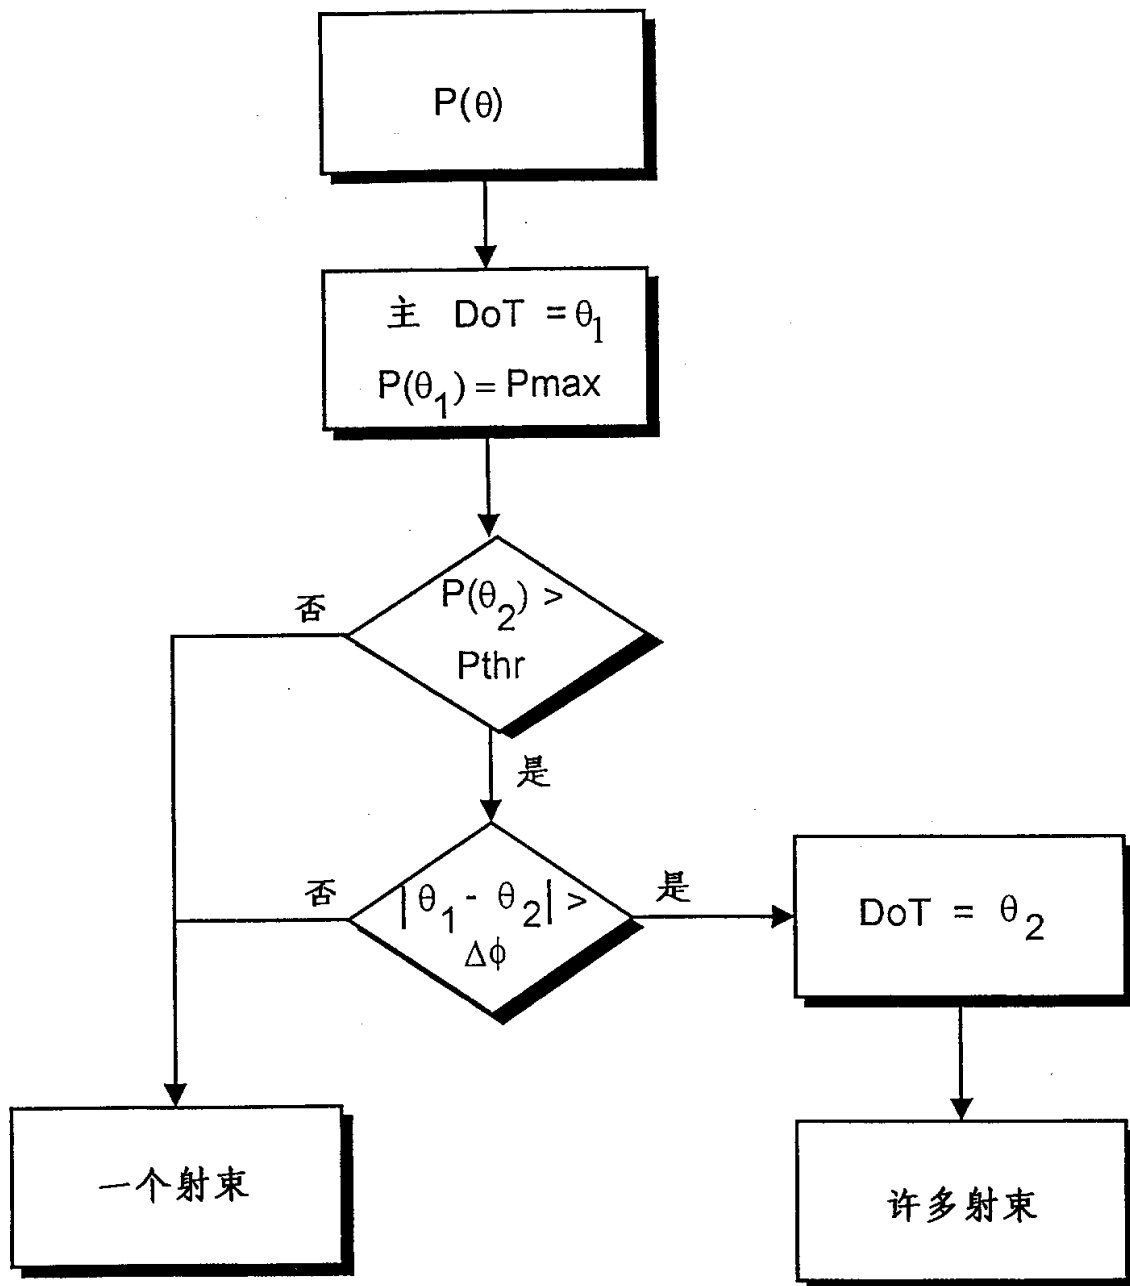 P(θ)
主 DoT = θ₁
P(θ₁) = Pmax
P(θ₂) >
Pthr
否
是
|θ₁ - θ₂| >
Δϕ
否
是
DoT = θ₂
一个射束
许多射束